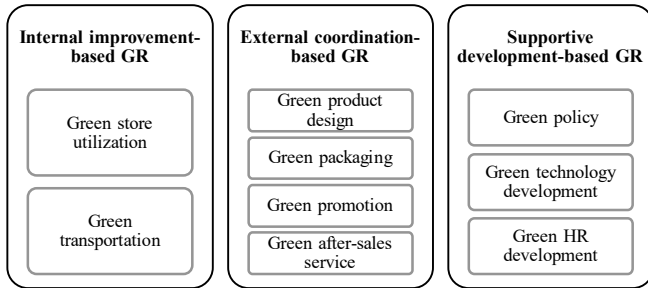 Internal improvement-
based GR
Green store
utilization
Green
transportation
External coordination-
based GR
Green product
design
Green packaging
Green promotion
Green after-sales
service
Supportive
development-based GR
Green policy
Green technology
development
Green HR
development